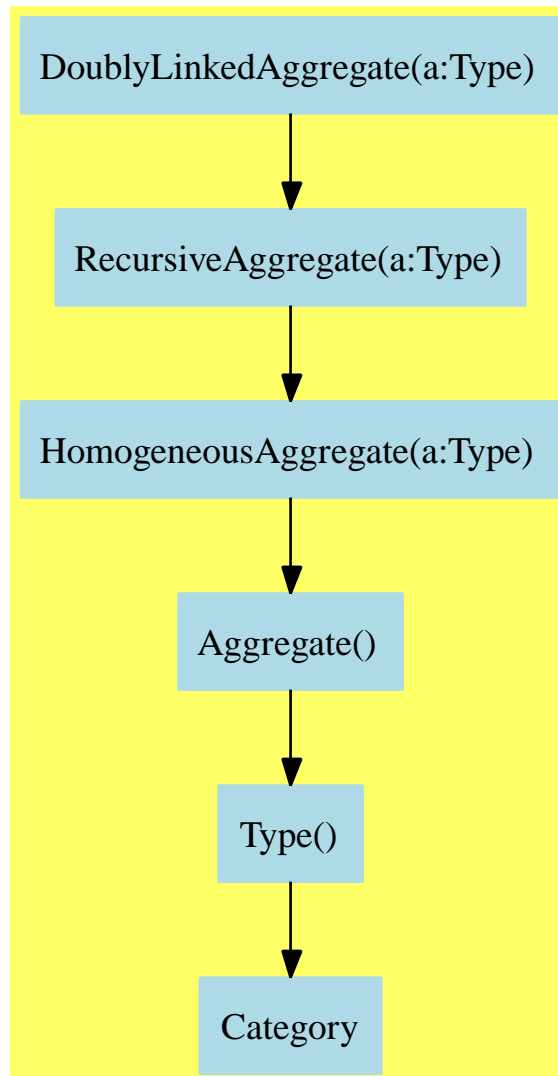 DoublyLinkedAggregate(a:Type)
RecursiveAggregate(a:Type)
HomogeneousAggregate(a:Type)
Aggregate()
Type()
Category